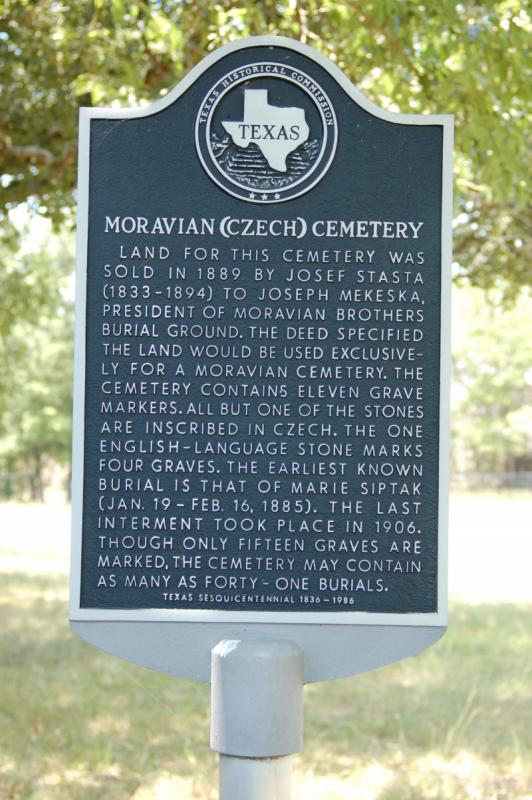 TEXAS HISTORICAL COMMISSION
TEXAS
MORAVIAN (CZECH) CEMETERY
LAND FOR THIS CEMETERY WAS
SOLD IN 1889 BY JOSEF STASTA
(1833-1894) TO JOSEPH MEKESKA,
PRESIDENT OF MORAVIAN BROTHERS
BURIAL GROUND. THE DEED SPECIFIED
THE LAND WOULD BE USED EXCLUSIVE-
LY FOR A MORAVIAN CEMETERY. THE
CEMETERY CONTAINS ELEVEN GRAVE
MARKERS. ALL BUT ONE OF THE STONES
ARE INSCRIBED IN CZECH. THE ONE
ENGLISH-LANGUAGE STONE MARKS
FOUR GRAVES. THE EARLIEST KNOWN
BURIAL IS THAT OF MARIE SIPTAK
(JAN. 19 - FEB. 16, 1885). THE LAST
INTERMENT TOOK PLACE IN 1906.
THOUGH ONLY FIFTEEN GRAVES ARE
MARKED, THE CEMETERY MAY CONTAIN
AS MANY AS FORTY-ONE BURIALS.
TEXAS SESQUICENTENNIAL 1836-1986